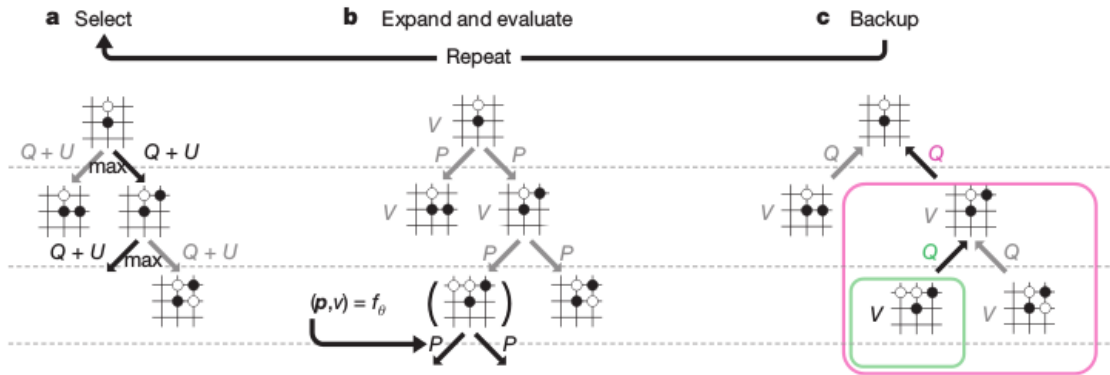 a Select
b Expand and evaluate
c Backup
Repeat
Q + U
max
Q + U
Q + U
max
Q + U
V
P
P
V
V
P
P
(p,v) = fθ
P
P
Q
Q
V
V
Q
Q
V
V